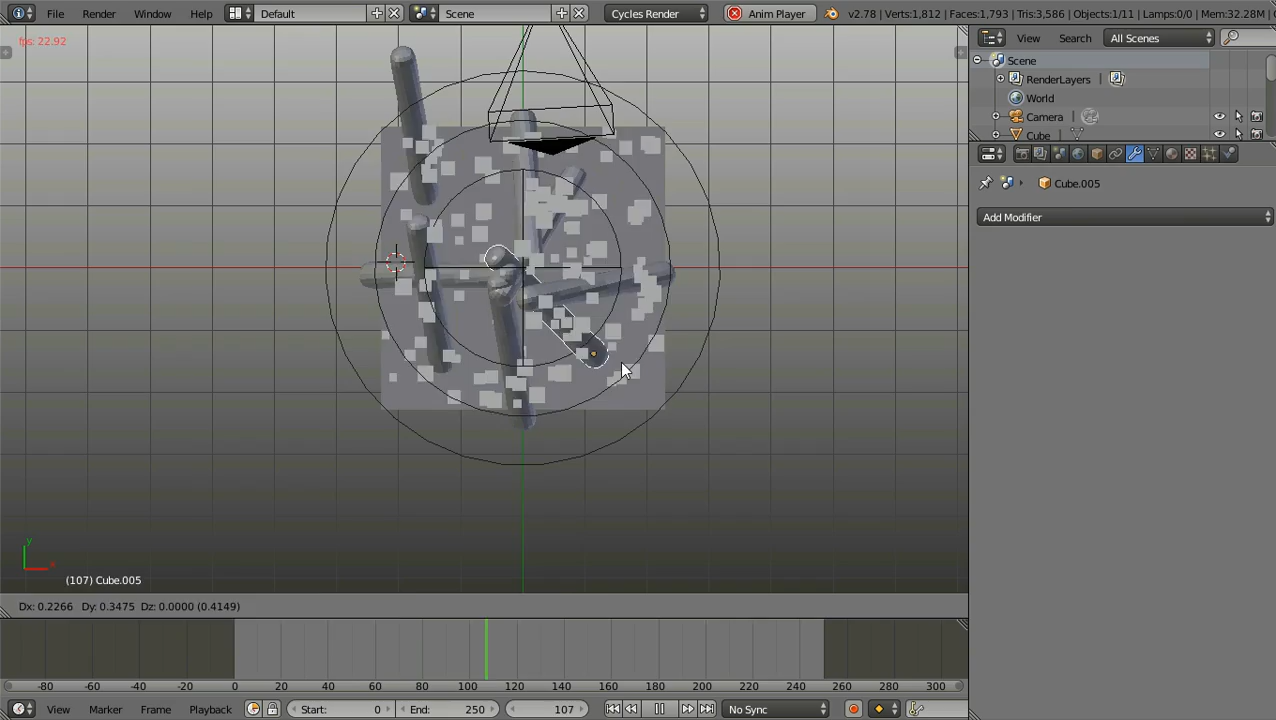 File Render Window Help Default Scene Cycles Render Anim Player v2.78 | Verts:1,812 | Faces:1,793 | Tris:3,586 | Objects:1/11 | Lamps:0/0 | Mem:32.28M |
fps: 22.92
View Search All Scenes
Scene
RenderLayers
World
Camera
Cube
Cube.005
Add Modifier
y
x
(107) Cube.005
Dx: 0.2266 Dy: 0.3475 Dz: 0.0000 (0.4149)
-80 -60 -40 -20 0 20 40 60 80 100 120 140 160 180 200 220 240 260 280 300
View Marker Frame Playback Start: 0 End: 250 107 No Sync